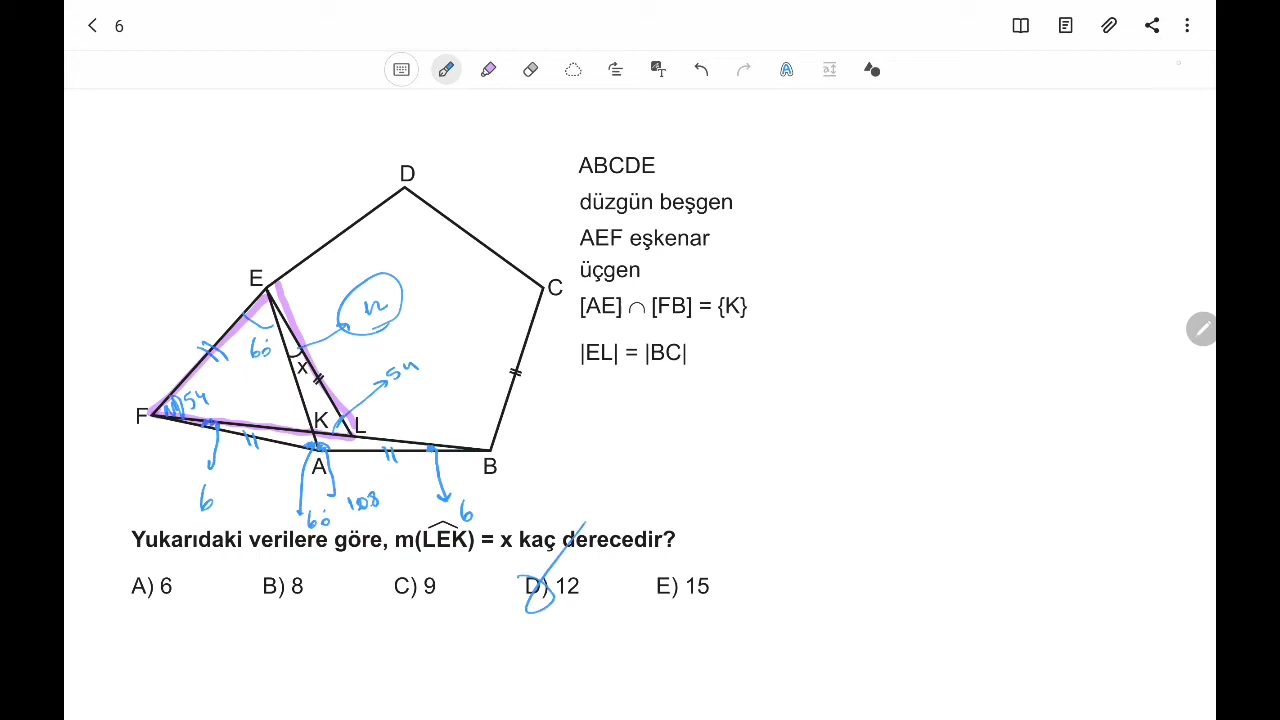 6
D
ABCDE
düzgün beşgen
AEF eşkenar
üçgen
[AE] ∩ [FB] = {K}
|EL| = |BC|
E
C
12
60
x
54
54
F
K
L
A
B
6
60
108
6
Yukarıdaki verilere göre, m(LEK) = x kaç derecedir?
A) 6 B) 8 C) 9 D) 12 E) 15